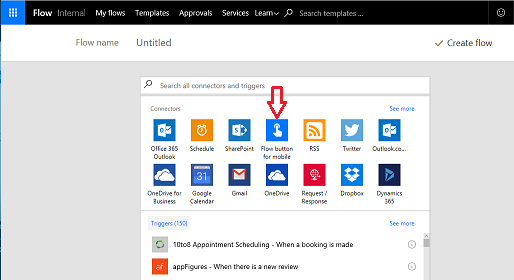 Flow Internal My flows Templates Approvals Services Learn Search templates...
Flow name Untitled Create flow
Search all connectors and triggers
Connectors See more
Office 365 Outlook
Schedule
SharePoint
Flow button for mobile
RSS
Twitter
Outlook.co...
OneDrive for Business
Google Calendar
Gmail
OneDrive
Request / Response
Dropbox
Dynamics 365
Triggers (150) See more
10to8 Appointment Scheduling - When a booking is made
appFigures - When there is a new review